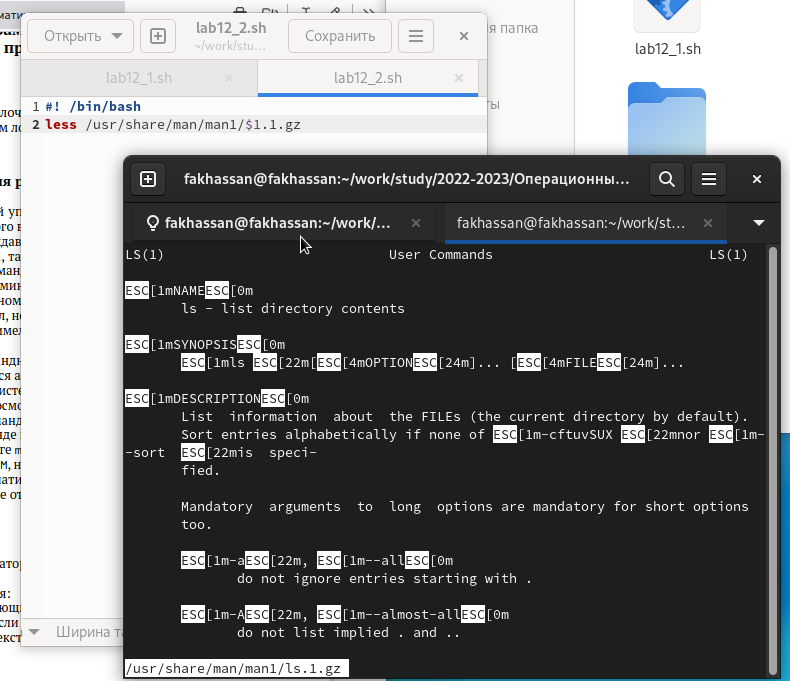 Открыть
lab12_2.sh
~/work/stu...
Сохранить
lab12_1.sh
lab12_2.sh
1 #! /bin/bash
2 less /usr/share/man/man1/$1.1.gz
папка
lab12_1.sh
fakhassan@fakhassan:~/work/study/2022-2023/Операционны...
fakhassan@fakhassan:~/work/...
fakhassan@fakhassan:~/work/st...
LS(1) User Commands LS(1)
ESC[1mNAMEESC[0m
ls - list directory contents
ESC[1mSYNOPSISESC[0m
ESC[1mls ESC[22m[ESC[4mOPTIONESC[24m]... [ESC[4mFILEESC[24m]...
ESC[1mDESCRIPTIONESC[0m
List information about the FILEs (the current directory by default).
Sort entries alphabetically if none of ESC[1m-cftuvSUX ESC[22mnor ESC[1m-
-sort ESC[22mis speci-
fied.
Mandatory arguments to long options are mandatory for short options
too.
ESC[1m-aESC[22m, ESC[1m--allESC[0m
do not ignore entries starting with .
ESC[1m-AESC[22m, ESC[1m--almost-allESC[0m
do not list implied . and ..
/usr/share/man/man1/ls.1.gz
Ширина